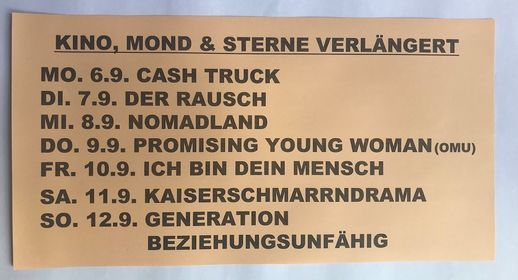 KINO, MOND & STERNE VERLÄNGERT
MO. 6.9. CASH TRUCK
DI. 7.9. DER RAUSCH
MI. 8.9. NOMADLAND
DO. 9.9. PROMISING YOUNG WOMAN (OMU)
FR. 10.9. ICH BIN DEIN MENSCH
SA. 11.9. KAISERSCHMARRNDRAMA
SO. 12.9. GENERATION
BEZIEHUNGSUNFÄHIG